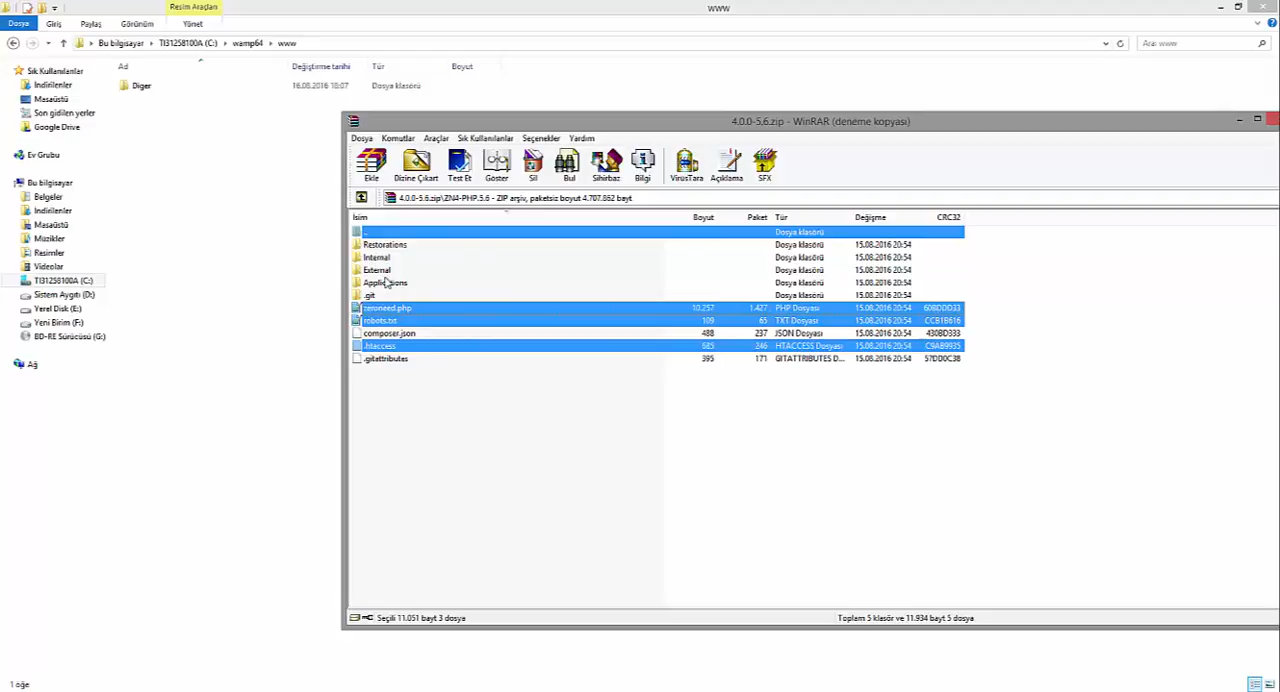 Resim Araçları
www
Dosya Giriş Paylaş Görünüm Yönet
Bu bilgisayar TI31258100A (C:) wamp64 www
Ara: www
Ad Değiştirme tarihi Tür Boyut
Diger 16.08.2016 18:07 Dosya klasörü
Sık Kullanılanlar
İndirilenler
Masaüstü
Son gidilen yerler
Google Drive
Ev Grubu
Bu bilgisayar
Belgeler
İndirilenler
Masaüstü
Müzikler
Resimler
Videolar
TI31258100A (C:)
Sistem Aygıtı (D:)
Yerel Disk (E:)
Yeni Birim (F:)
BD-RE Sürücüsü (G:)
Ağ
1 öğe
4.0.0-5.6.zip - WinRAR (deneme kopyası)
Dosya Komutlar Araçlar Sık Kullanılanlar Seçenekler Yardım
Ekle Dizine Çıkart Test Et Göster Sil Bul Sihirbaz Bilgi VirüsTara Açıklama SFX
4.0.0-5.6.zip\ZN4-PHP.5.6 - ZIP arşiv, paketsiz boyut 4.707.862 bayt
İsim Boyut Paket Tür Değişme CRC32
.. Dosya klasörü
Restorations Dosya klasörü 15.08.2016 20:54
Internal Dosya klasörü 15.08.2016 20:54
External Dosya klasörü 15.08.2016 20:54
Applications Dosya klasörü 15.08.2016 20:54
.git Dosya klasörü 15.08.2016 20:54
zeroneed.php 10.257 1.427 PHP Dosyası 15.08.2016 20:54 60BDDD33
robots.txt 109 65 TXT Dosyası 15.08.2016 20:54 CCB1B616
composer.json 488 237 JSON Dosyası 15.08.2016 20:54 430BD333
.htaccess 685 246 HTACCESS Dosyası 15.08.2016 20:54 C9AB9935
.gitattributes 395 171 GITATTRIBUTES D... 15.08.2016 20:54 57DD0C38
Seçili 11.051 bayt 3 dosya
Toplam 5 klasör ve 11.934 bayt 5 dosya